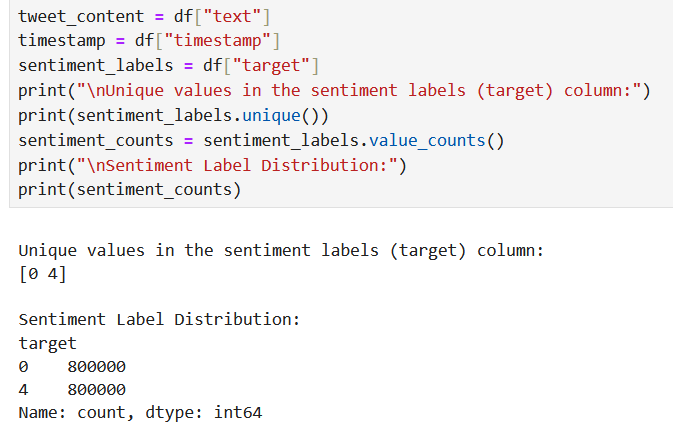 tweet_content = df["text"]
timestamp = df["timestamp"]
sentiment_labels = df["target"]
print("\nUnique values in the sentiment labels (target) column:")
print(sentiment_labels.unique())
sentiment_counts = sentiment_labels.value_counts()
print("\nSentiment Label Distribution:")
print(sentiment_counts)
Unique values in the sentiment labels (target) column:
[0 4]
Sentiment Label Distribution:
target
0    800000
4    800000
Name: count, dtype: int64